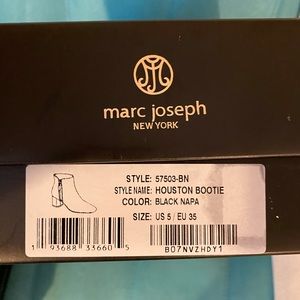 marc joseph
NEW YORK
STYLE: 57503-BN
STYLE NAME: HOUSTON BOOTIE
COLOR: BLACK NAPA
SIZE: US 5 / EU 35
1 93688 33660 5
B07NVZHDY1